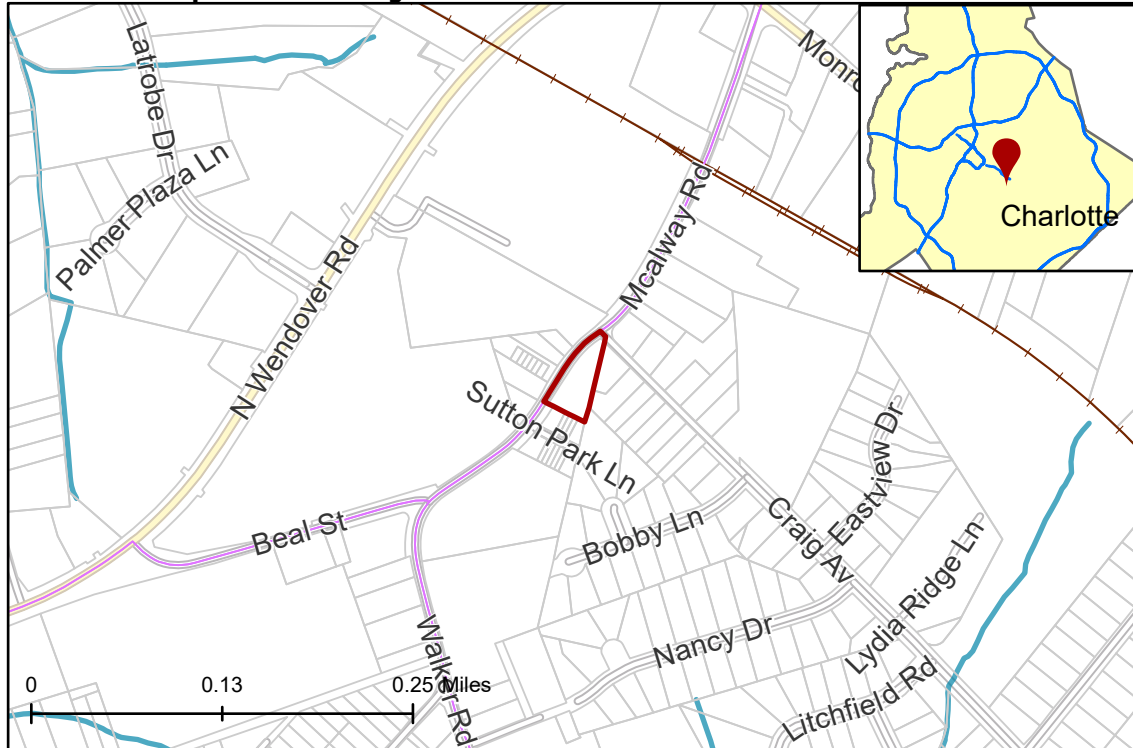 Latrobe Dr
Palmer Plaza Ln
N Wendover Rd
Mcalway Rd
Charlotte
Sutton Park Ln
Beal St
Bobby Ln
Craig Av
Eastview Dr
Lydia Ridge Ln
Nancy Dr
Walker Rd
Litchfield Rd
0 0.13 0.25 Miles